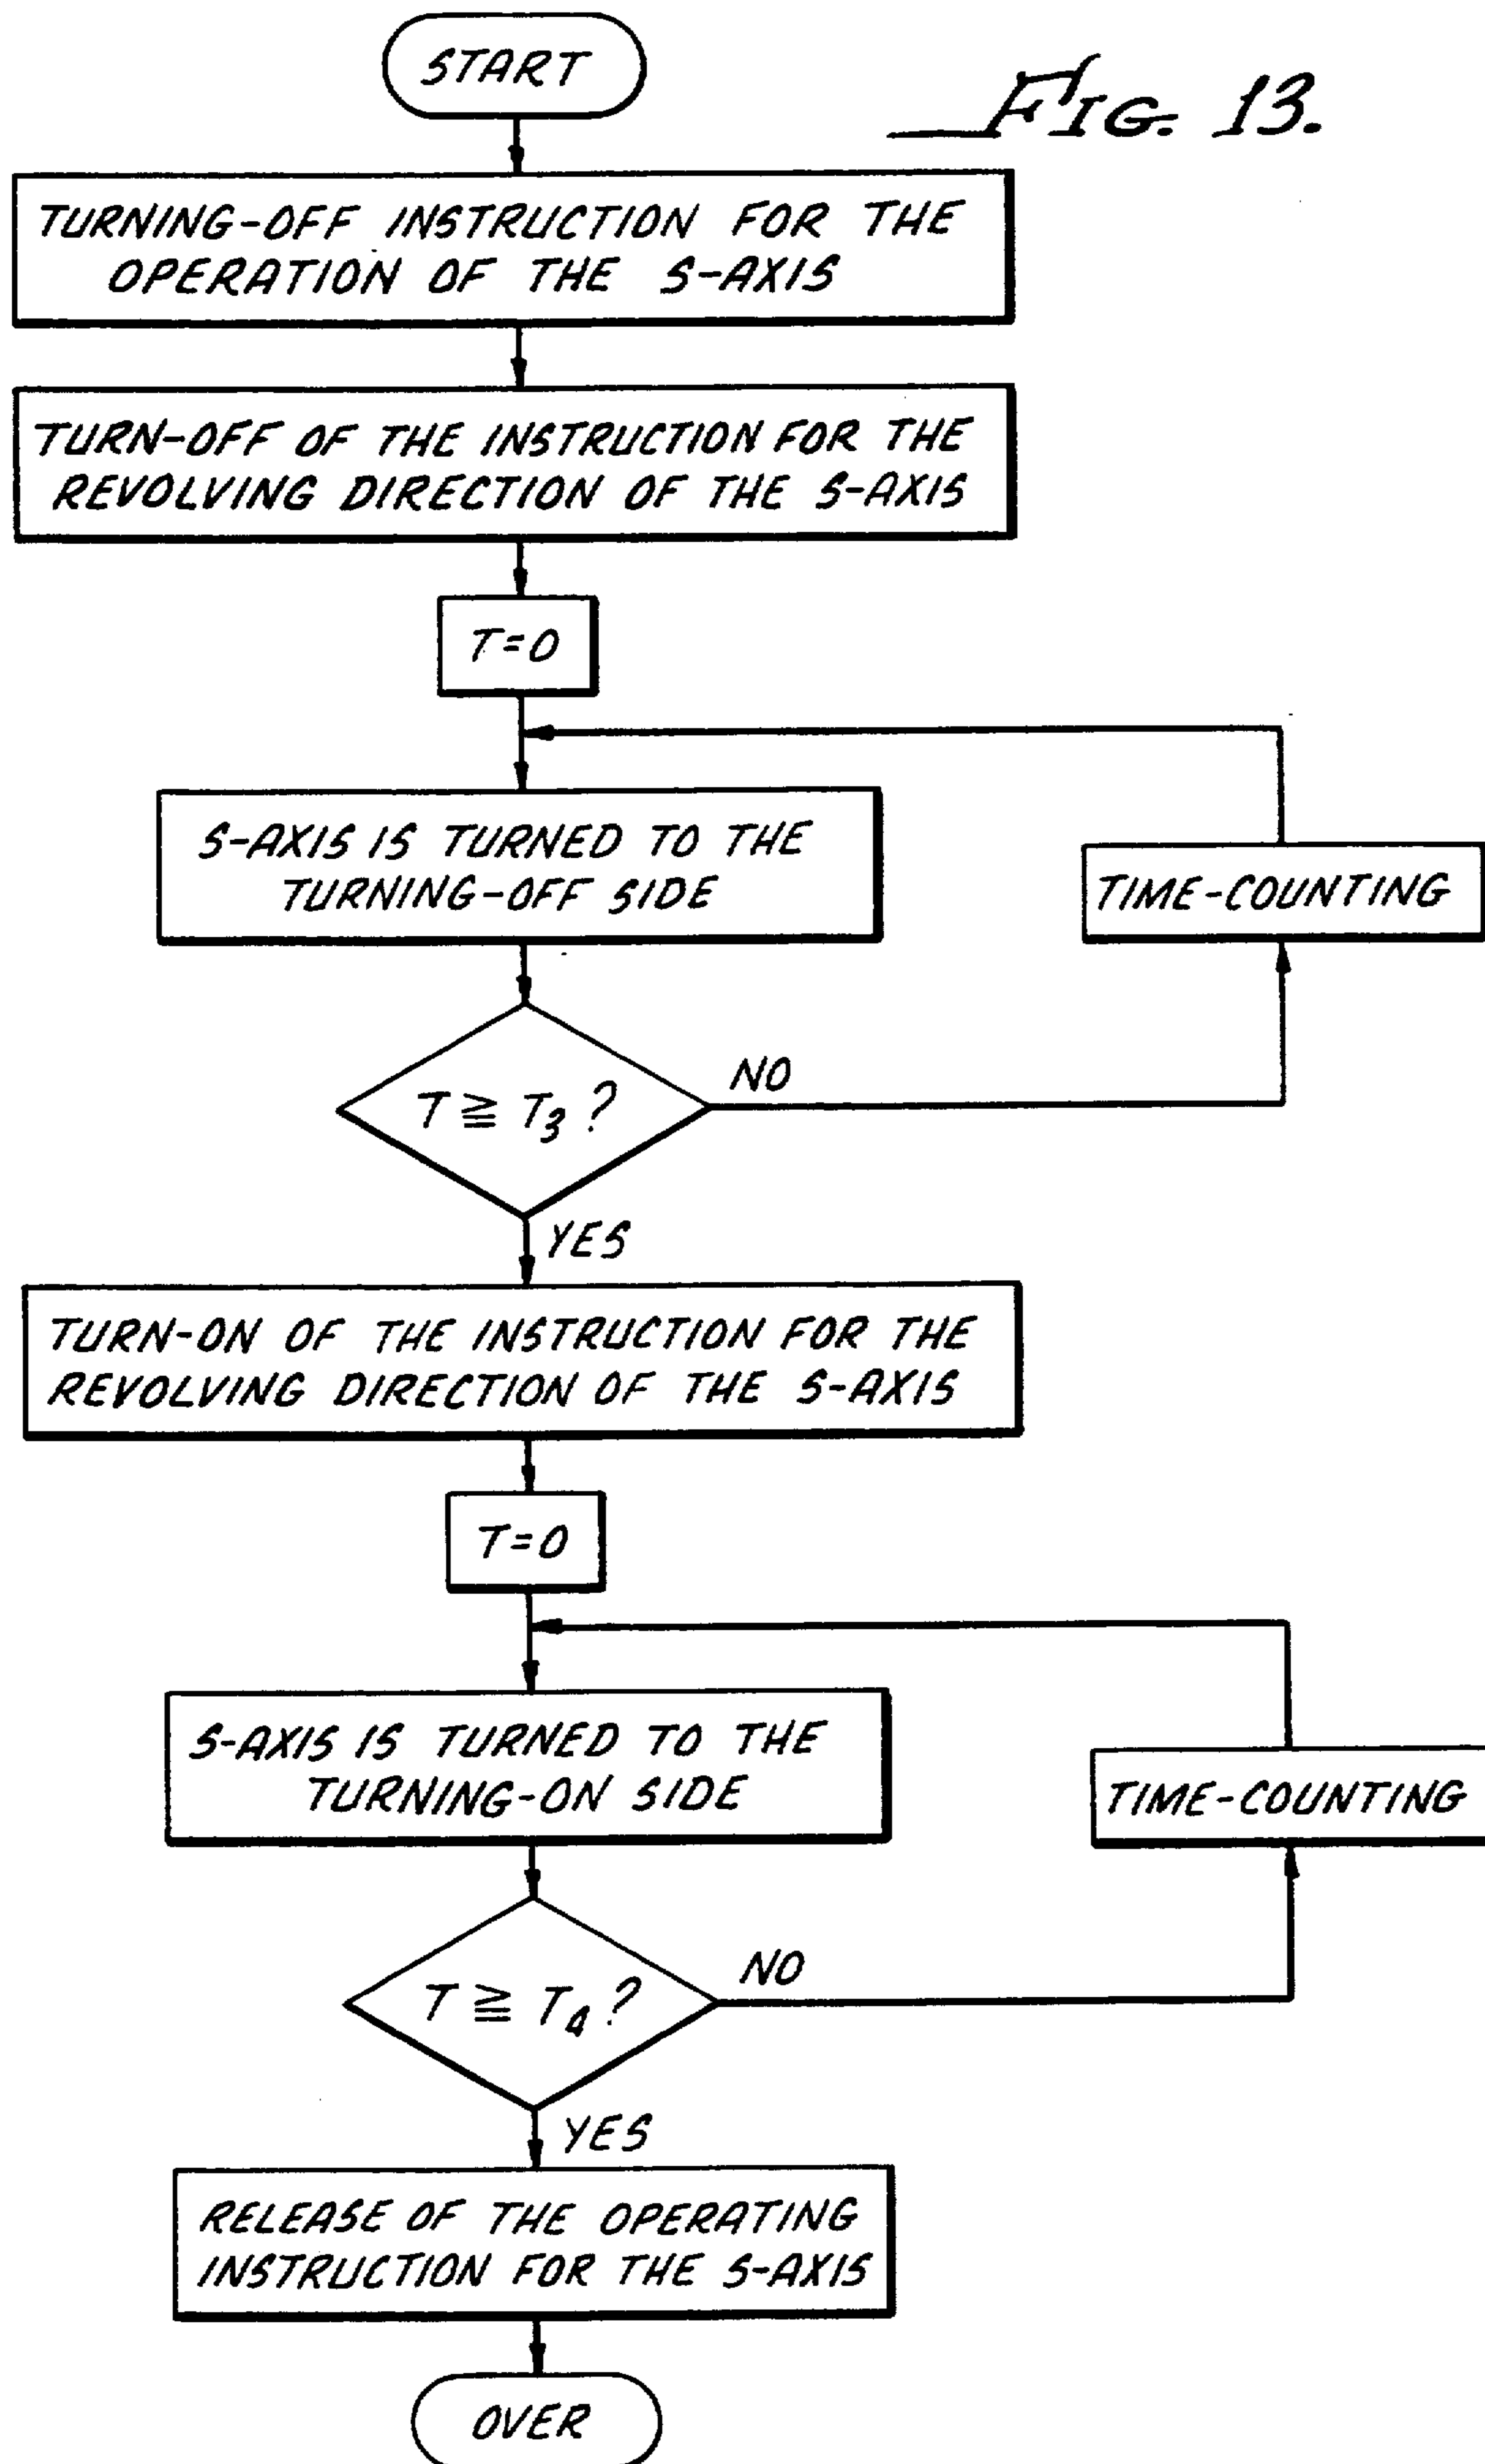 START
FIG. 13.
TURNING-OFF INSTRUCTION FOR THE
OPERATION OF THE S-AXIS
TURN-OFF OF THE INSTRUCTION FOR THE
REVOLVING DIRECTION OF THE S-AXIS
T=0
S-AXIS IS TURNED TO THE
TURNING-OFF SIDE
TIME-COUNTING
T ≧ T₃ ?
NO
YES
TURN-ON OF THE INSTRUCTION FOR THE
REVOLVING DIRECTION OF THE S-AXIS
T=0
S-AXIS IS TURNED TO THE
TURNING-ON SIDE
TIME-COUNTING
T ≧ T₄ ?
NO
YES
RELEASE OF THE OPERATING
INSTRUCTION FOR THE S-AXIS
OVER